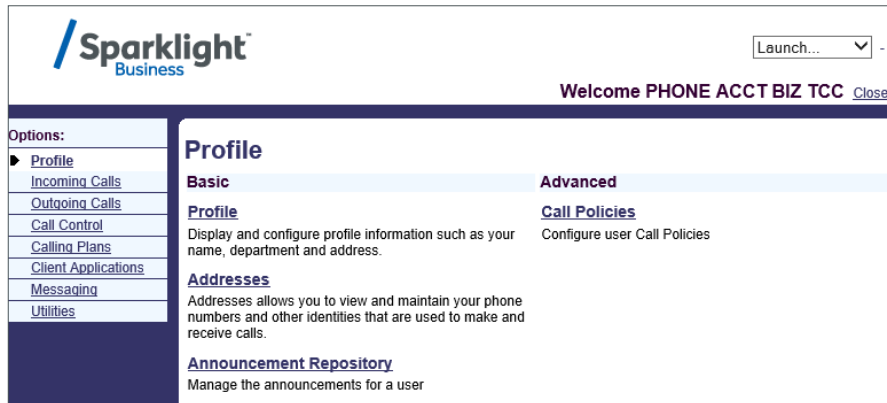 Sparklight™
Business
Launch... -
Welcome PHONE ACCT BIZ TCC Close
Options:
Profile
Incoming Calls
Outgoing Calls
Call Control
Calling Plans
Client Applications
Messaging
Utilities
Profile
Basic
Profile
Display and configure profile information such as your
name, department and address.
Addresses
Addresses allows you to view and maintain your phone
numbers and other identities that are used to make and
receive calls.
Announcement Repository
Manage the announcements for a user
Advanced
Call Policies
Configure user Call Policies